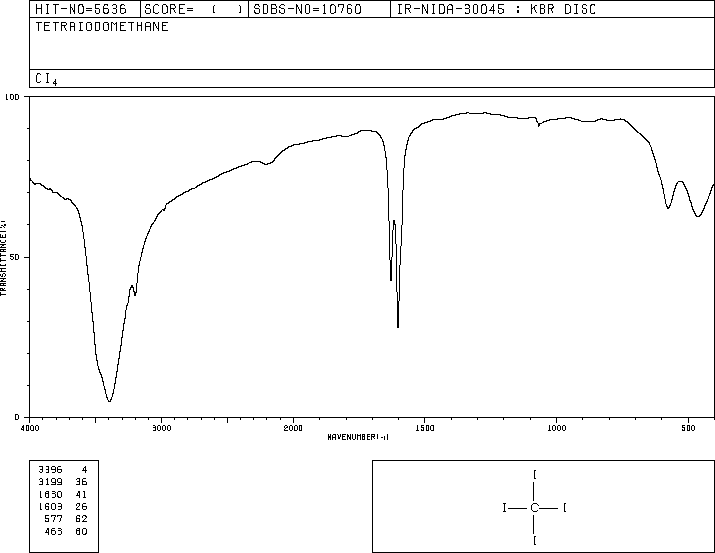 HIT-NO=5636 SCORE= ( ) SDBS-NO=10760 IR-NIDA-30045 : KBR DISC
TETRAIODOMETHANE
CI4
100
50
0
TRANSMITTANCE(%)
4000 3000 2000 1500 1000 500
WAVENUMBER(-1)
3396 4
3199 36
1630 41
1603 26
577 62
463 60
I
I C I
I